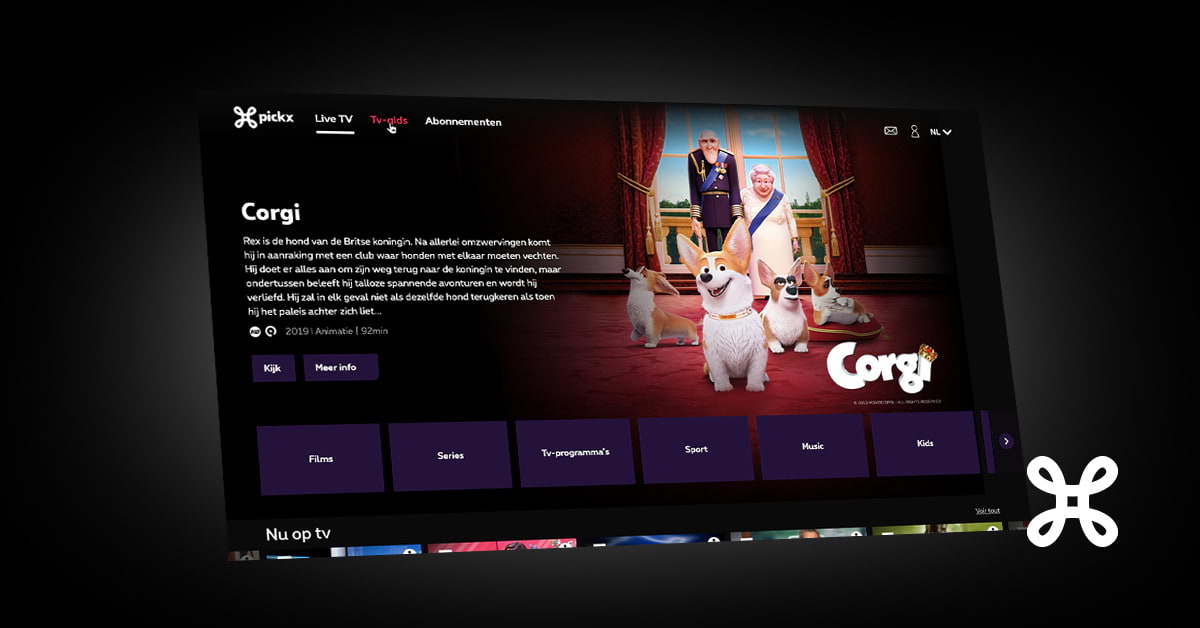 pickx
Live TV
Tv-gids
Abonnementen
NL
Corgi
Rex is de hond van de Britse koningin. Na allerlei omzwervingen komt
hij in aanraking met een club waar honden met elkaar moeten vechten.
Hij doet er alles aan om zijn weg terug naar de koningin te vinden, maar
ondertussen beleeft hij talloze spannende avonturen en wordt hij
verliefd. Hij zal in elk geval niet als dezelfde hond terugkeren als toen
hij het paleis achter zich liet...
2019 | Animatie | 92min
Kijk
Meer info
Corgi
Films
Series
Tv-programma's
Sport
Music
Kids
Voir tout
Nu op tv